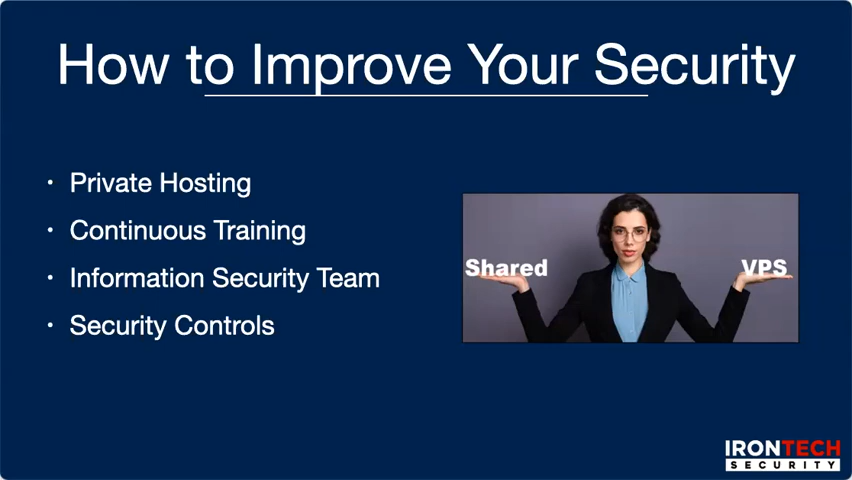 How to Improve Your Security
• Private Hosting
• Continuous Training
• Information Security Team
• Security Controls
Shared
VPS
IRONTECH
SECURITY